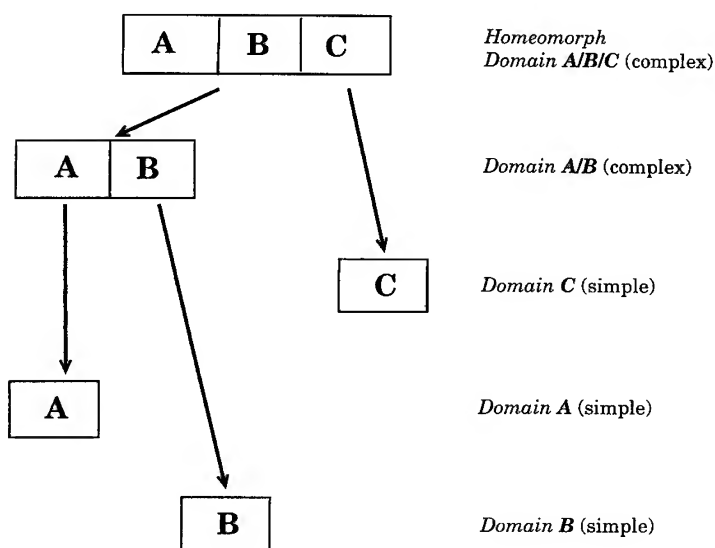 A B C
Homeomorph
Domain A/B/C (complex)
A B
Domain A/B (complex)
C
Domain C (simple)
A
Domain A (simple)
B
Domain B (simple)